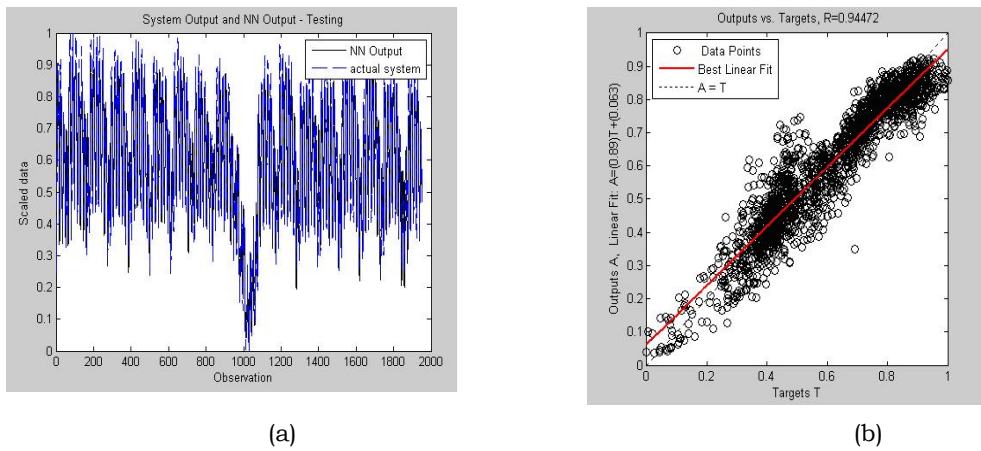 System Output and NN Output - Testing
NN Output
actual system
1
0.9
0.8
0.7
0.6
0.5
0.4
0.3
0.2
0.1
0
Scaled data
0 200 400 600 800 1000 1200 1400 1600 1800 2000
Observation
(a)
Outputs vs. Targets, R=0.94472
Data Points
Best Linear Fit
A = T
1
0.9
0.8
0.7
0.6
0.5
0.4
0.3
0.2
0.1
0
Outputs A, Linear Fit: A=(0.89)T+(0.063)
0 0.2 0.4 0.6 0.8 1
Targets T
(b)